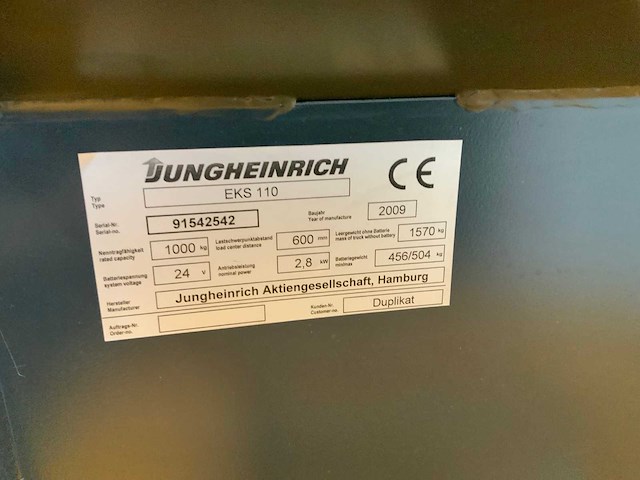 JUNGHEINRICH
CE
Typ
Type
EKS 110
Serial-Nr.
Serial-no.
91542542
Baujahr
Year of manufacture
2009
Nenntragfähigkeit
rated capacity
1000 kg
Lastschwerpunktabstand
load center distance
600 mm
Leergewicht ohne Batterie
mass of truck without battery
1570 kg
Batteriespannung
system voltage
24 V
Antriebsleistung
nominal power
2,8 kW
Batteriegewicht
min/max
456/504 kg
Hersteller
Manufacturer
Jungheinrich Aktiengesellschaft, Hamburg
Auftrags-Nr.
Order-no.
Kunden-Nr.
Customer-no.
Duplikat